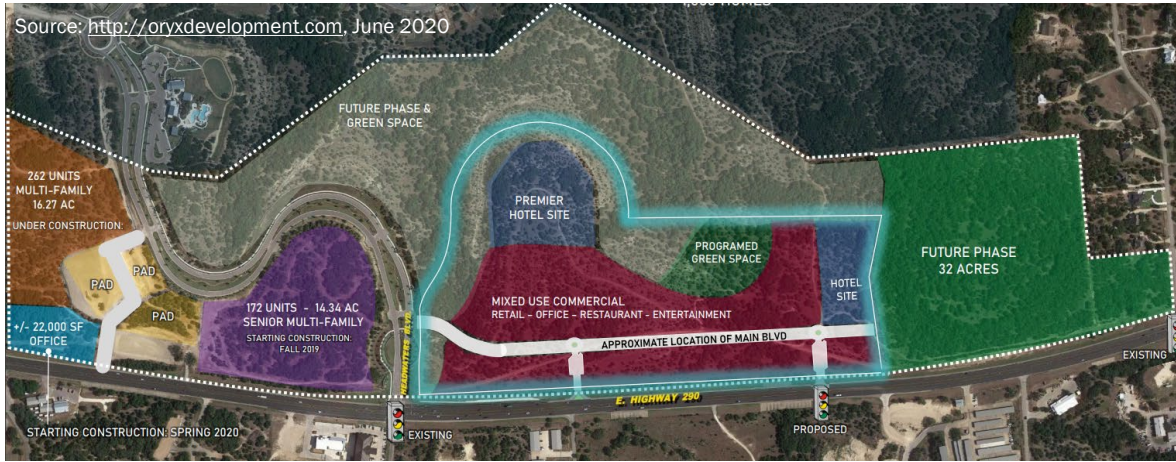 Source: http://oryxdevelopment.com, June 2020
FUTURE PHASE &
GREEN SPACE
262 UNITS
MULTI-FAMILY
16.27 AC
UNDER CONSTRUCTION:
PREMIER
HOTEL SITE
PROGRAMED
GREEN SPACE
FUTURE PHASE
32 ACRES
PAD
PAD
PAD
HOTEL
SITE
172 UNITS - 14.34 AC
SENIOR MULTI-FAMILY
STARTING CONSTRUCTION:
FALL 2019
MIXED USE COMMERCIAL
RETAIL – OFFICE – RESTAURANT - ENTERTAINMENT
+/- 22,000 SF
OFFICE
APPROXIMATE LOCATION OF MAIN BLVD
HEADWATERS BLVD.
E. HIGHWAY 290
EXISTING
STARTING CONSTRUCTION: SPRING 2020
EXISTING
PROPOSED